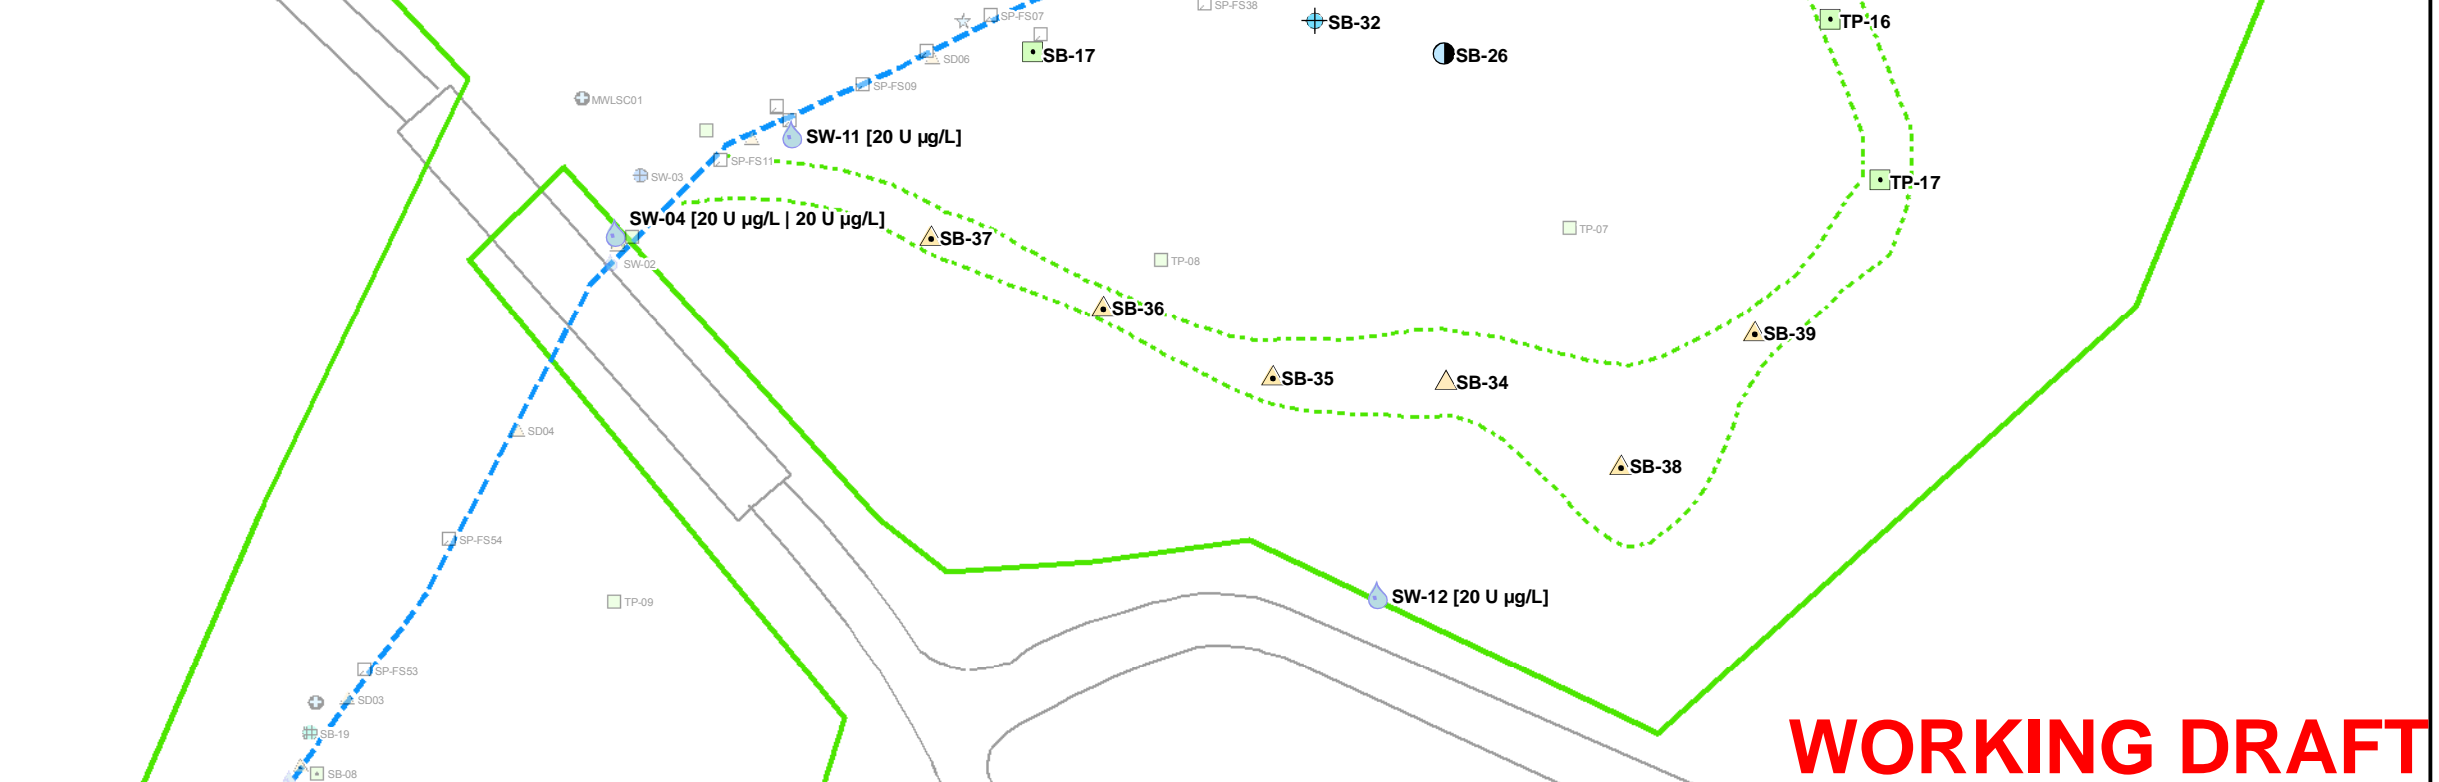 SP-FS38
SP-FS07
SB-32
TP-16
SB-17
SB-26
SD06
SP-FS09
MWLSC01
SW-11 [20 U µg/L]
SP-FS11
SW-03
TP-17
SW-04 [20 U µg/L | 20 U µg/L]
TP-07
SB-37
SW-02
TP-08
SB-36
SB-39
SB-35
SB-34
SD04
SB-38
SP-FS54
SW-12 [20 U µg/L]
TP-09
SP-FS53
SD03
SB-19
WORKING DRAFT
SB-08